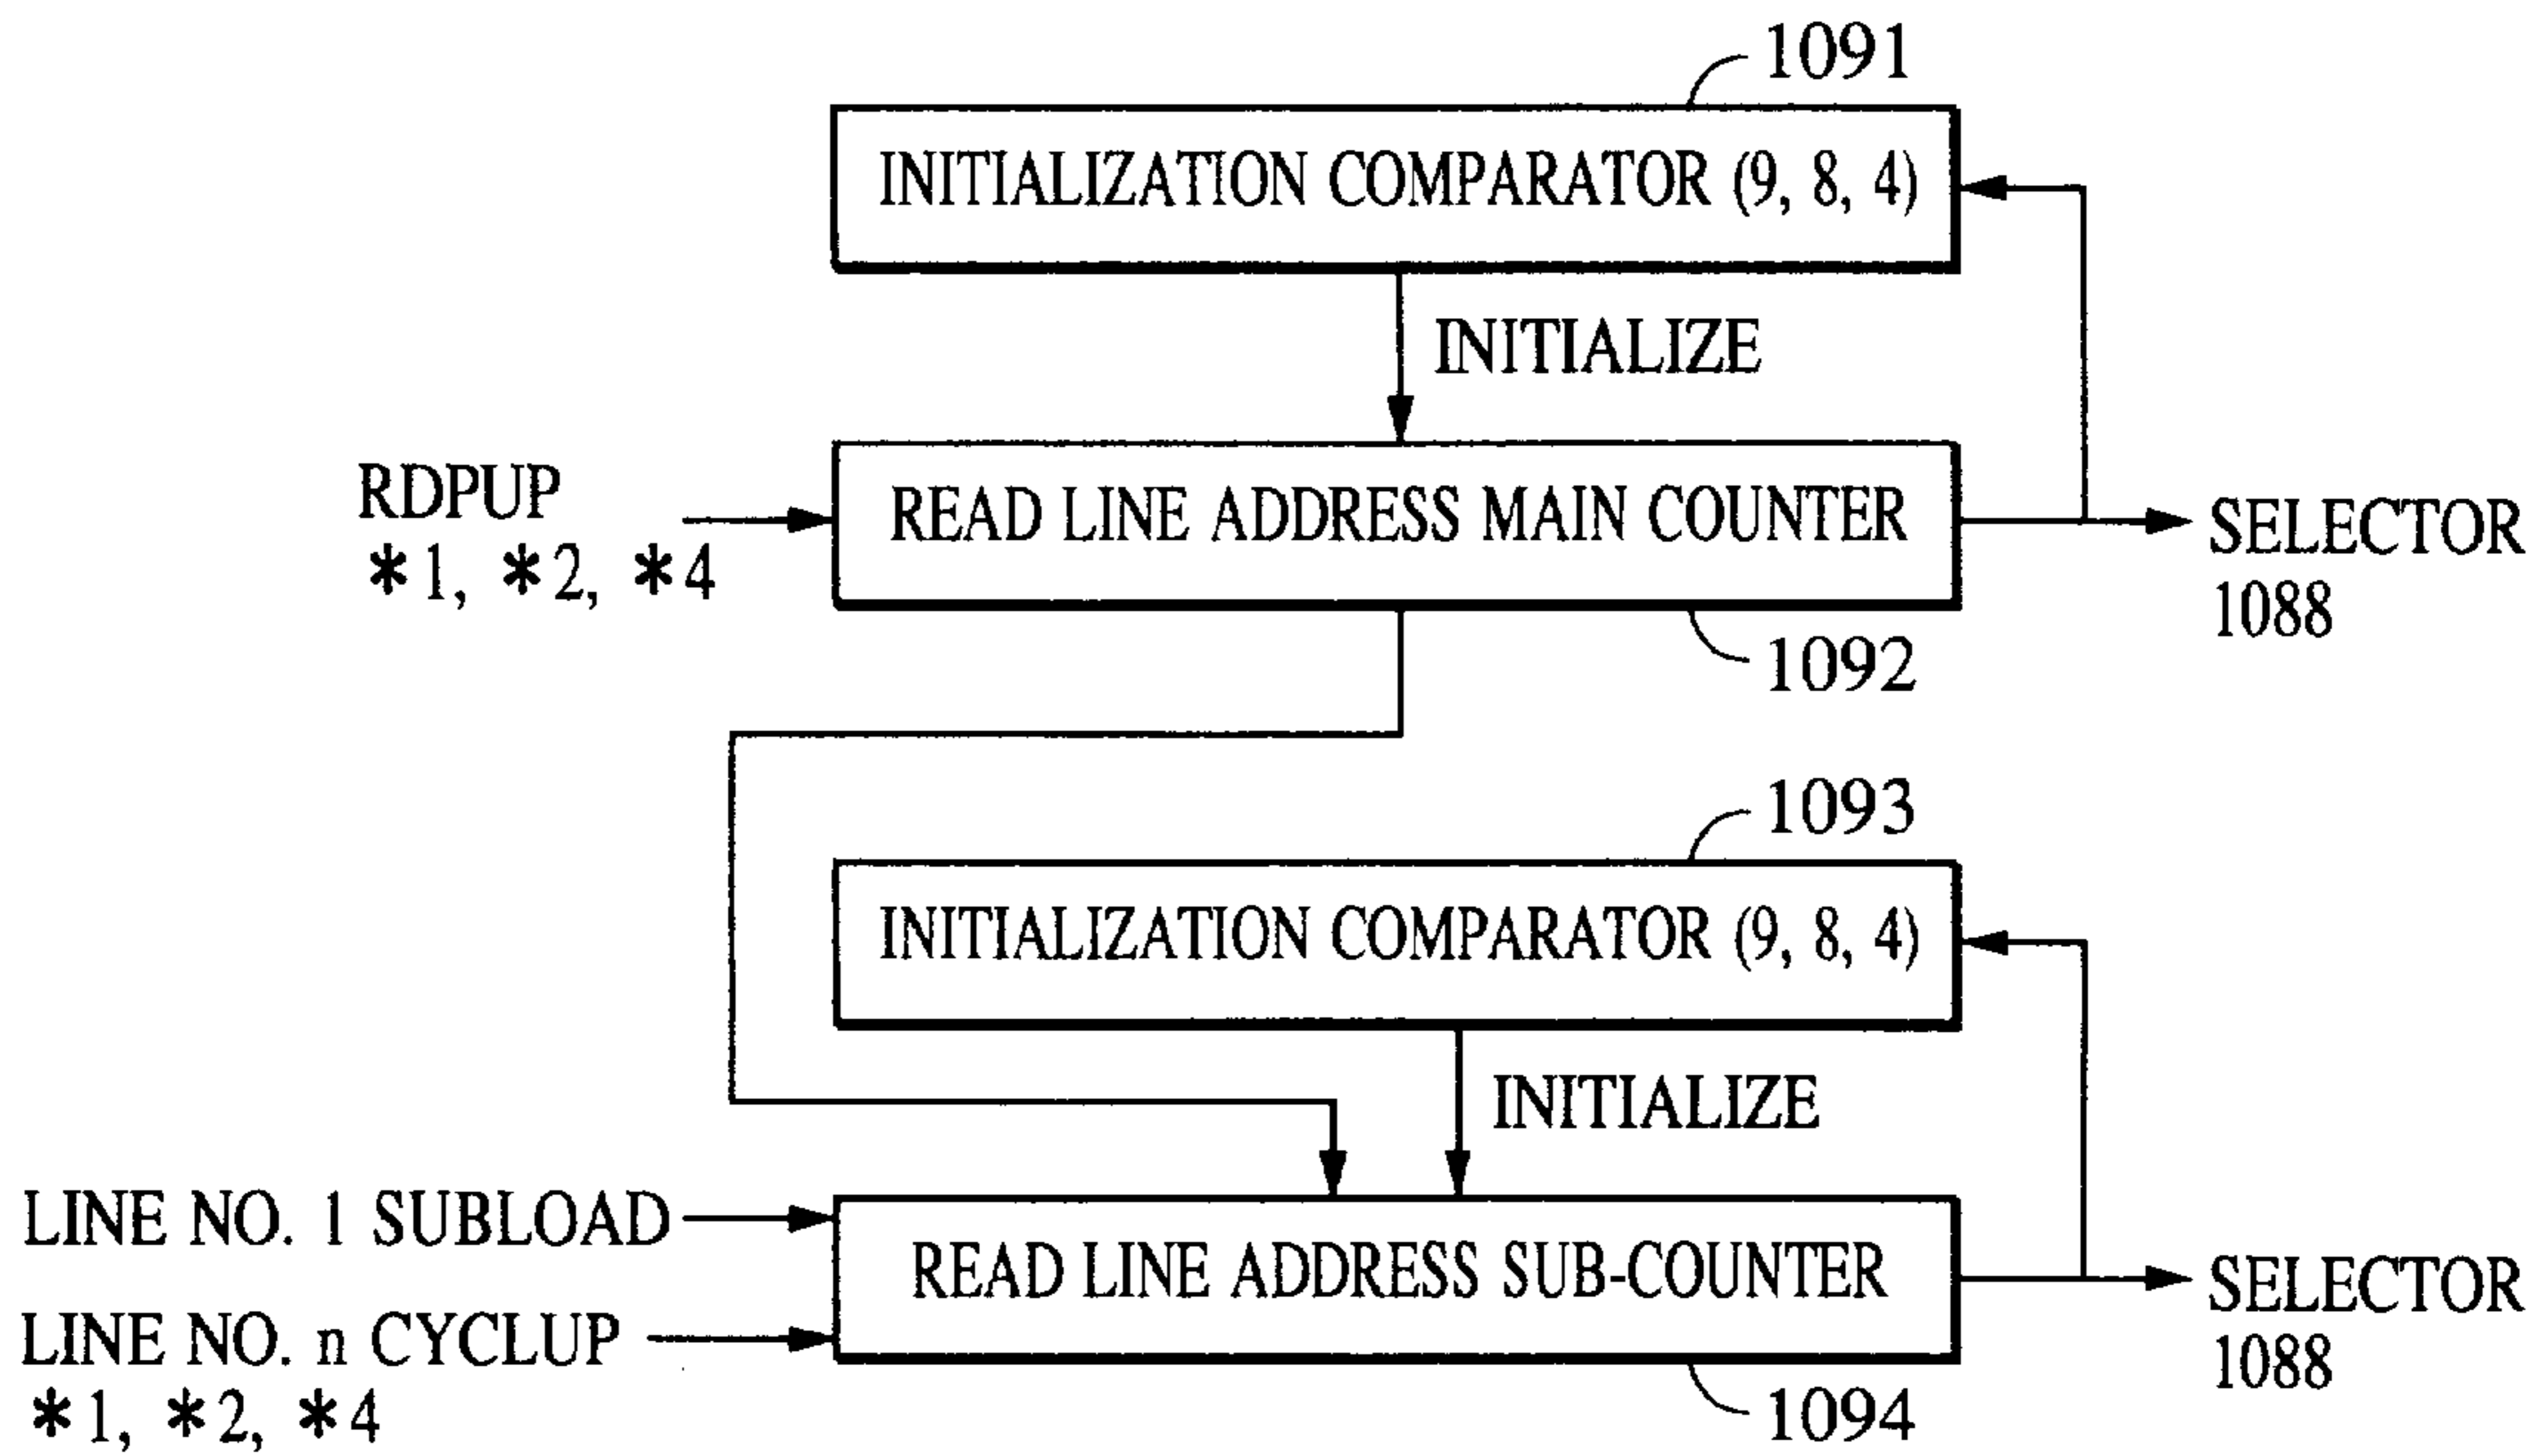 1091
INITIALIZATION COMPARATOR (9, 8, 4)
INITIALIZE
RDPUP
*1, *2, *4
READ LINE ADDRESS MAIN COUNTER
SELECTOR
1088
1092
1093
INITIALIZATION COMPARATOR (9, 8, 4)
INITIALIZE
LINE NO. 1 SUBLOAD
READ LINE ADDRESS SUB-COUNTER
LINE NO. n CYCLUP
*1, *2, *4
SELECTOR
1088
1094